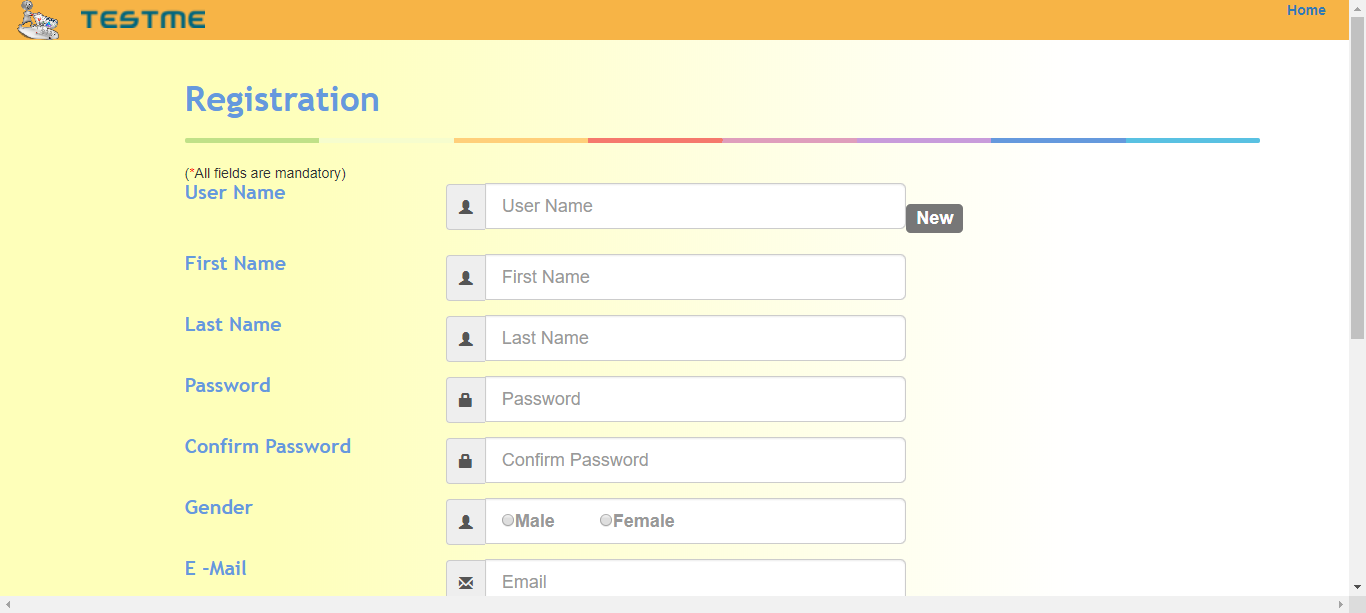 TESTME
Home
Registration
(*All fields are mandatory)
User Name
User Name
New
First Name
First Name
Last Name
Last Name
Password
Password
Confirm Password
Confirm Password
Gender
Male Female
E -Mail
Email